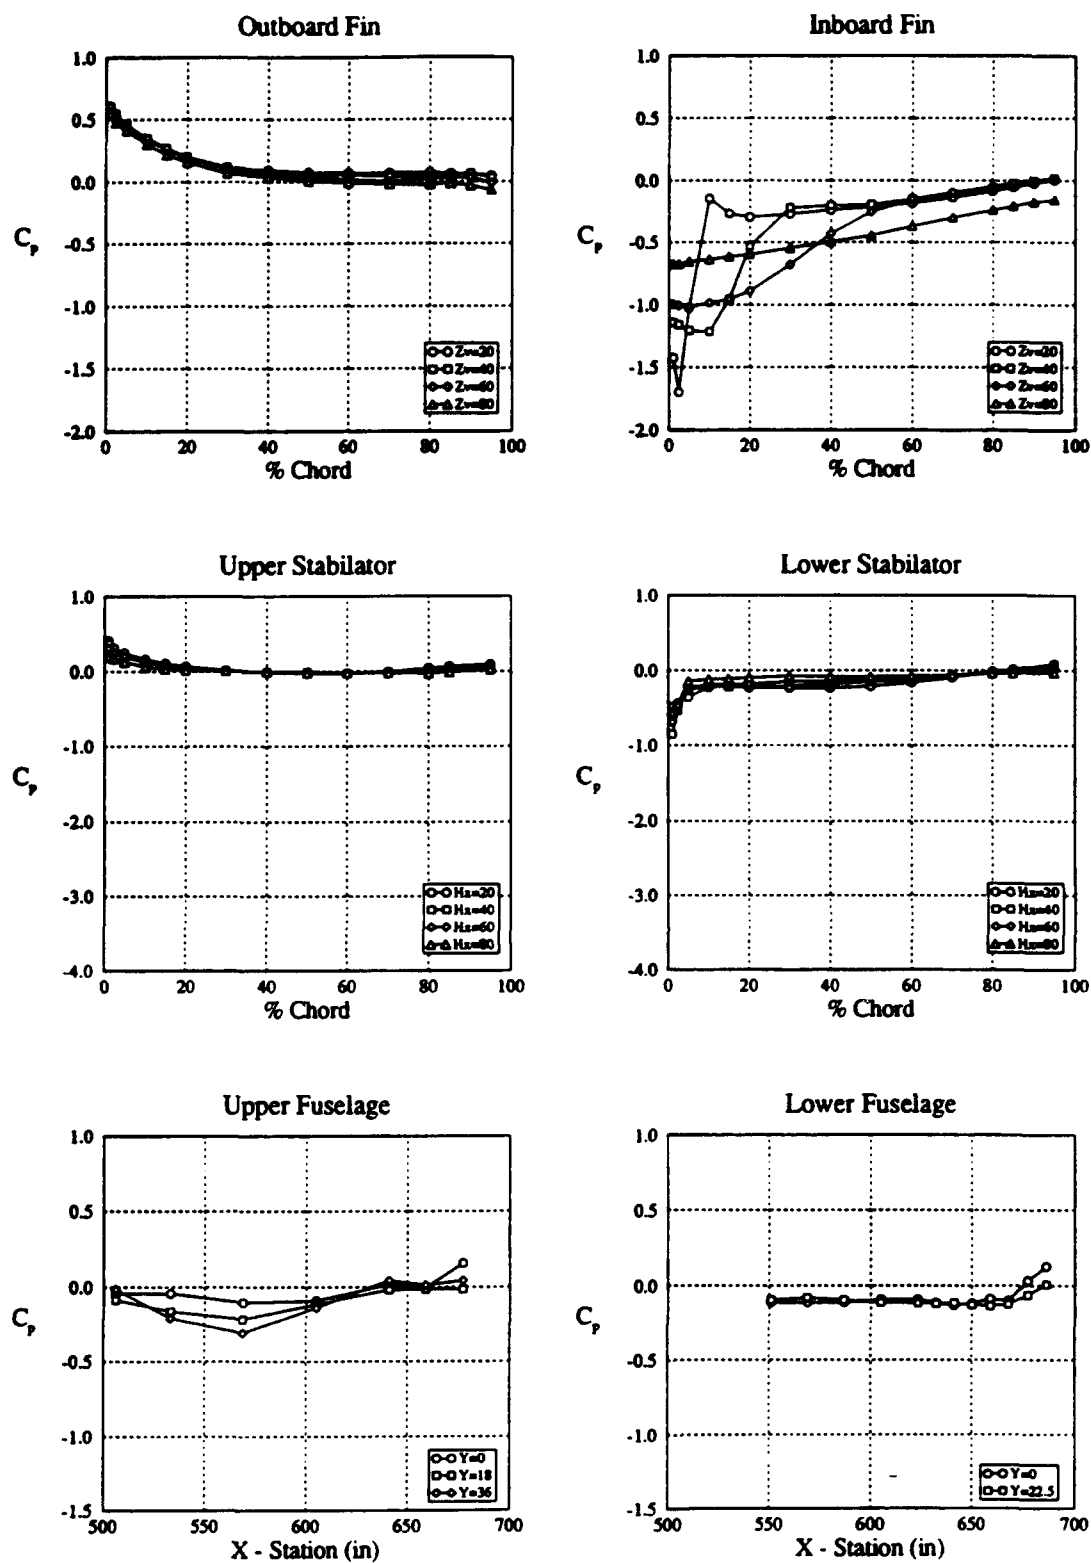 Outboard Fin
1.0
0.5
0.0
-0.5
-1.0
-1.5
-2.0
C_p
0 20 40 60 80 100
% Chord
Zv=20
Zv=40
Zv=60
Zv=80
Inboard Fin
1.0
0.5
0.0
-0.5
-1.0
-1.5
-2.0
C_p
0 20 40 60 80 100
% Chord
Zv=20
Zv=40
Zv=60
Zv=80
Upper Stabilator
1.0
0.0
-1.0
-2.0
-3.0
-4.0
C_p
0 20 40 60 80 100
% Chord
Hz=20
Hz=40
Hz=60
Hz=80
Lower Stabilator
1.0
0.0
-1.0
-2.0
-3.0
-4.0
C_p
0 20 40 60 80 100
% Chord
Hz=20
Hz=40
Hz=60
Hz=80
Upper Fuselage
1.0
0.5
0.0
-0.5
-1.0
-1.5
C_p
500 550 600 650 700
X - Station (in)
Y=0
Y=18
Y=36
Lower Fuselage
1.0
0.5
0.0
-0.5
-1.0
-1.5
C_p
500 550 600 650 700
X - Station (in)
Y=0
Y=22.5